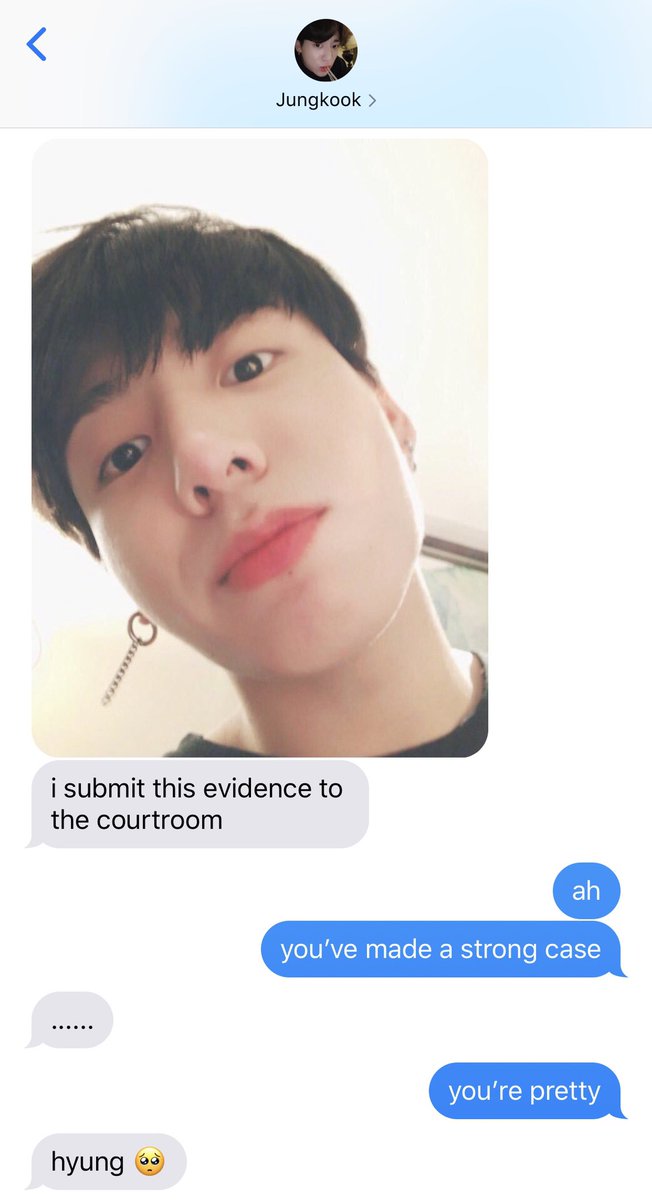 Jungkook
i submit this evidence to
the courtroom
ah
you’ve made a strong case
......
you’re pretty
hyung 🥺